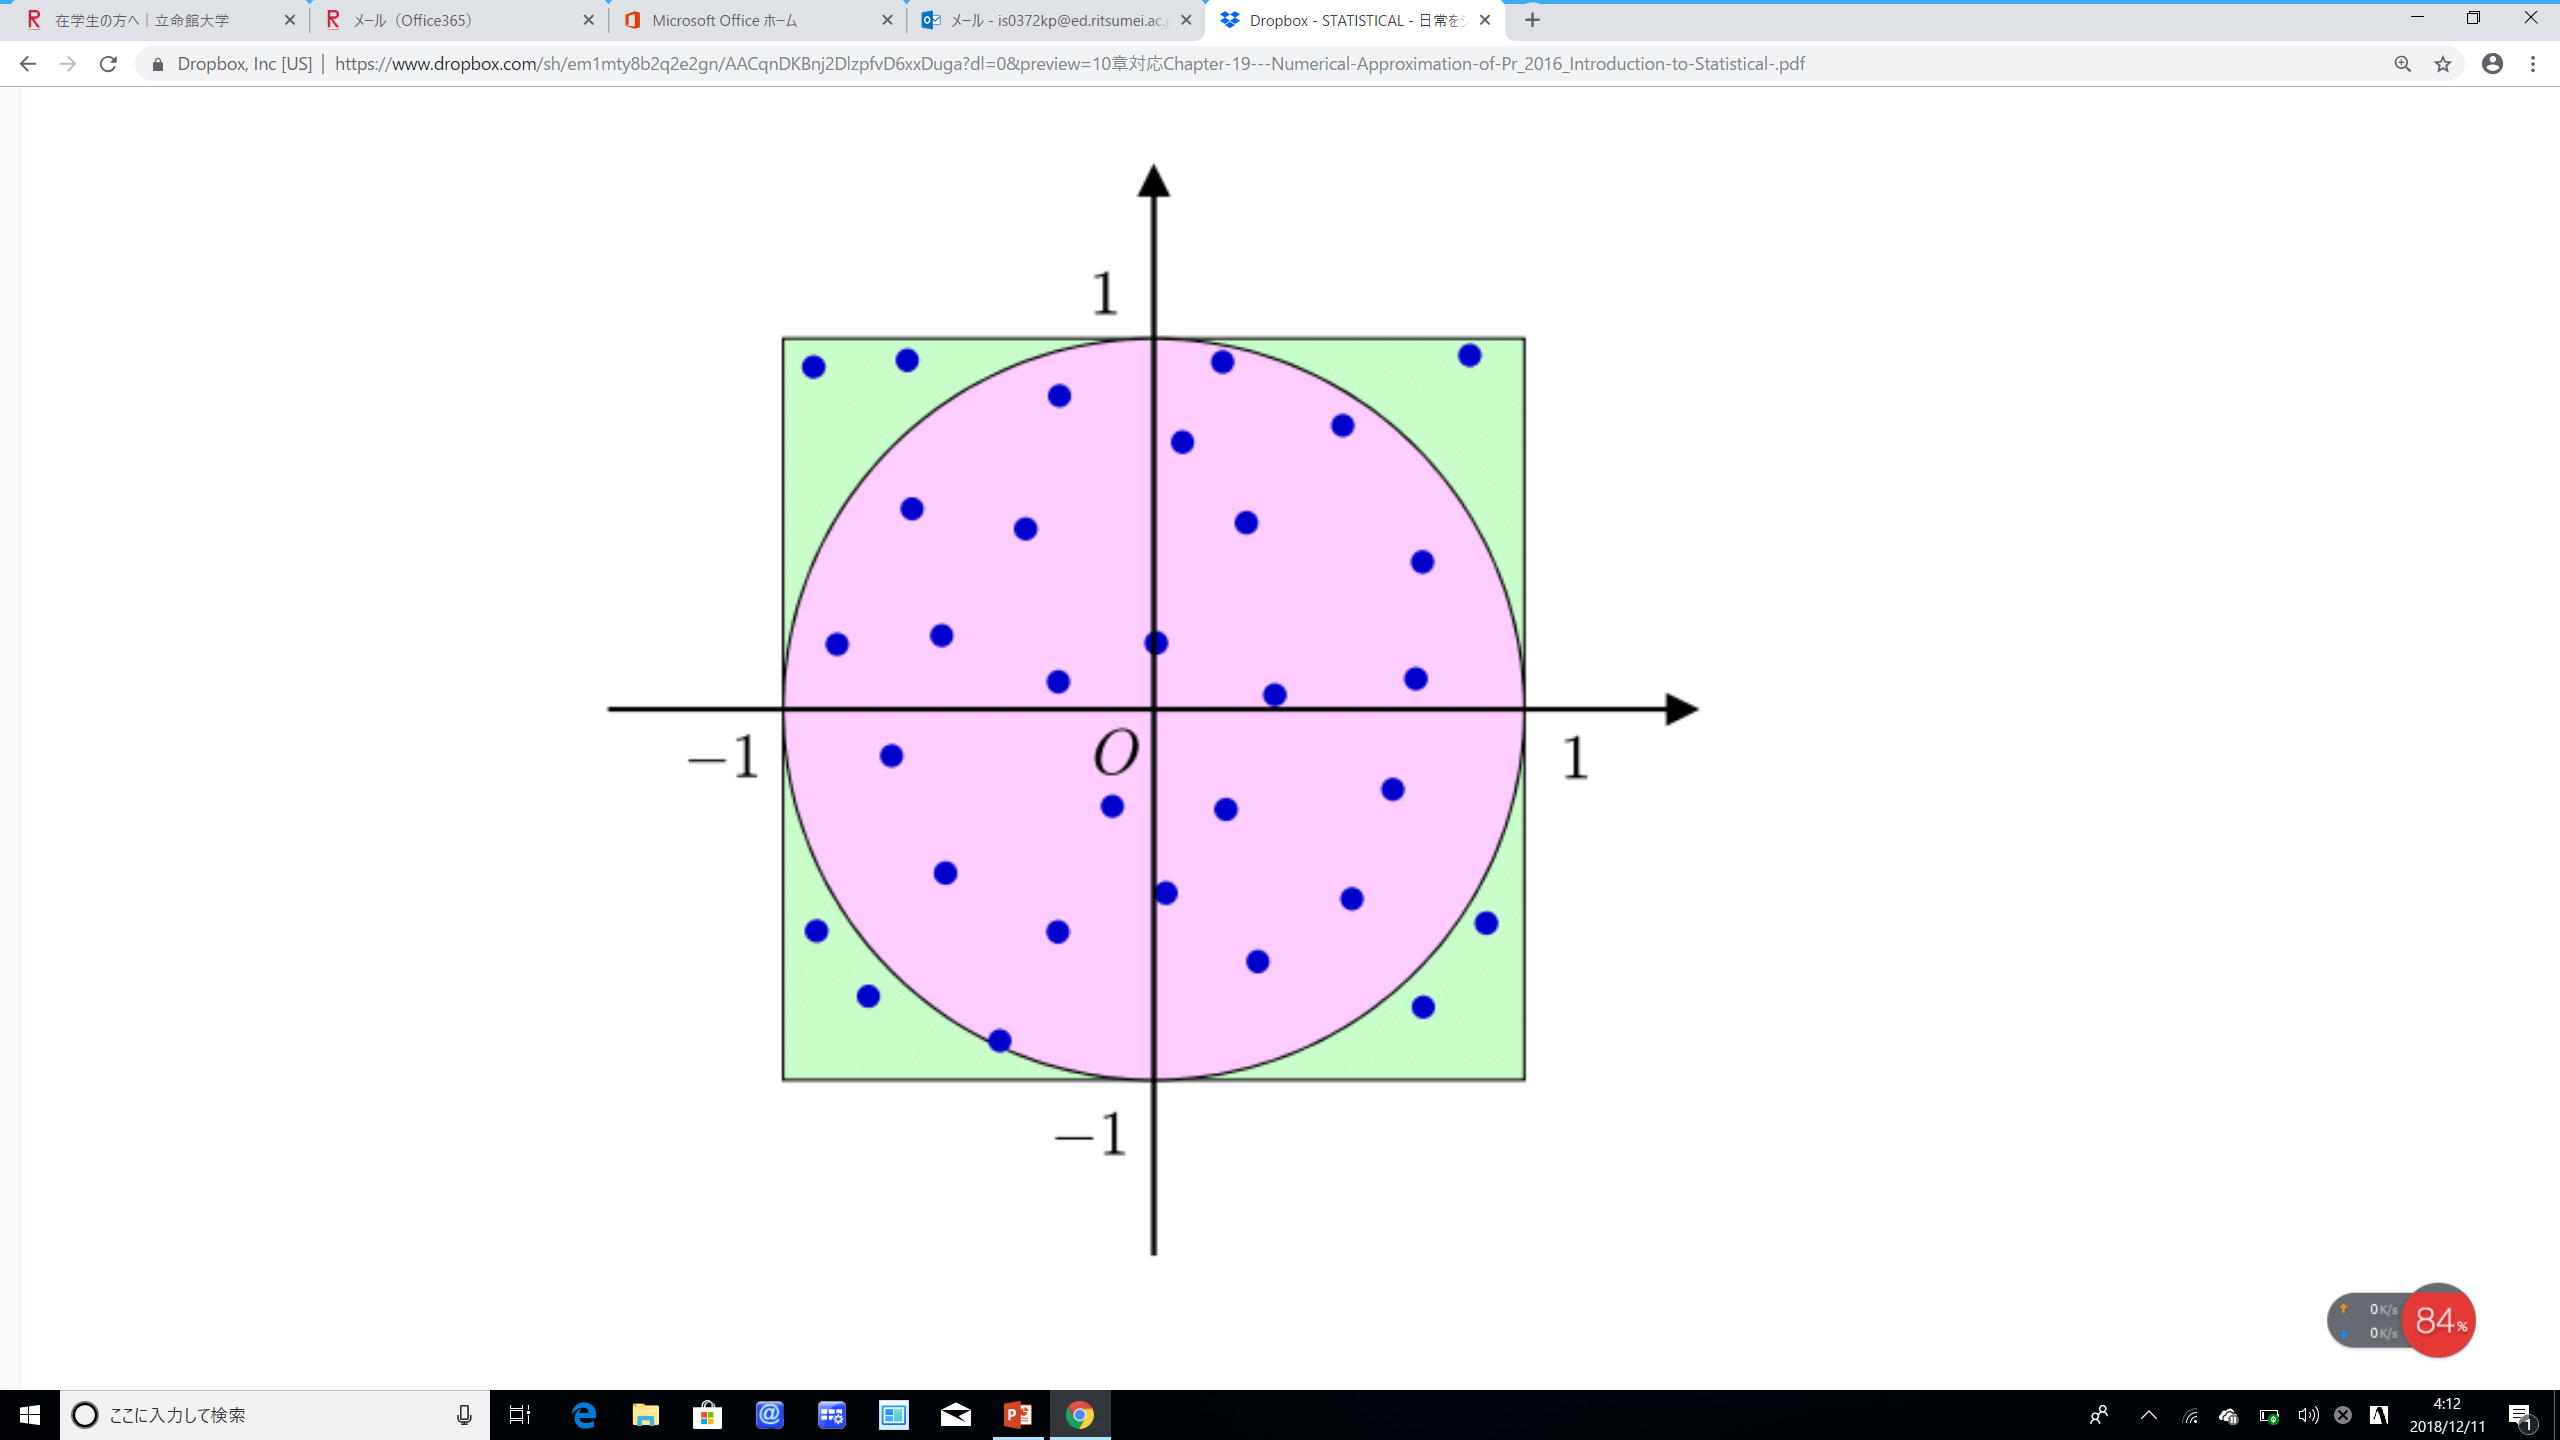 在学生の方へ | 立命館大学
メール（Office365）
Microsoft Office ホーム
メール - is0372kp@ed.ritsumei.ac.j
Dropbox - STATISTICAL - 日常を
Dropbox, Inc [US] | https://www.dropbox.com/sh/em1mty8b2q2e2gn/AACqnDKBnj2DlzpfvD6xxDuga?dl=0&preview=10章対応Chapter-19---Numerical-Approximation-of-Pr_2016_Introduction-to-Statistical-.pdf
1
−1
O
1
−1
0 K/s
0 K/s
84%
ここに入力して検索
4:12
2018/12/11
1